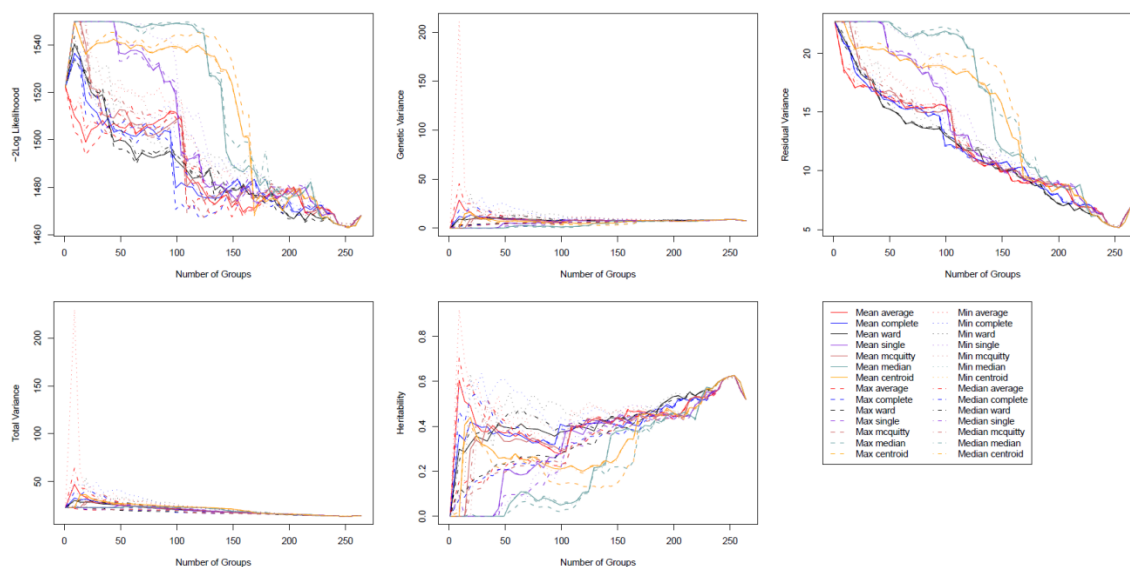 −2Log Likelihoood
1460 1480 1500 1520 1540
0 50 100 150 200 250
Number of Groups
Genetic Variance
0 50 100 150 200
0 50 100 150 200 250
Number of Groups
Residual Variance
5 10 15 20
0 50 100 150 200 250
Number of Groups
Total Variance
50 100 150 200
0 50 100 150 200 250
Number of Groups
Heritability
0.0 0.2 0.4 0.6 0.8
0 50 100 150 200 250
Number of Groups
Mean average
Mean complete
Mean ward
Mean single
Mean mcquitty
Mean median
Mean centroid
Max average
Max complete
Max ward
Max single
Max mcquitty
Max median
Max centroid
Min average
Min complete
Min ward
Min single
Min mcquitty
Min median
Min centroid
Median average
Median complete
Median ward
Median single
Median mcquitty
Median median
Median centroid